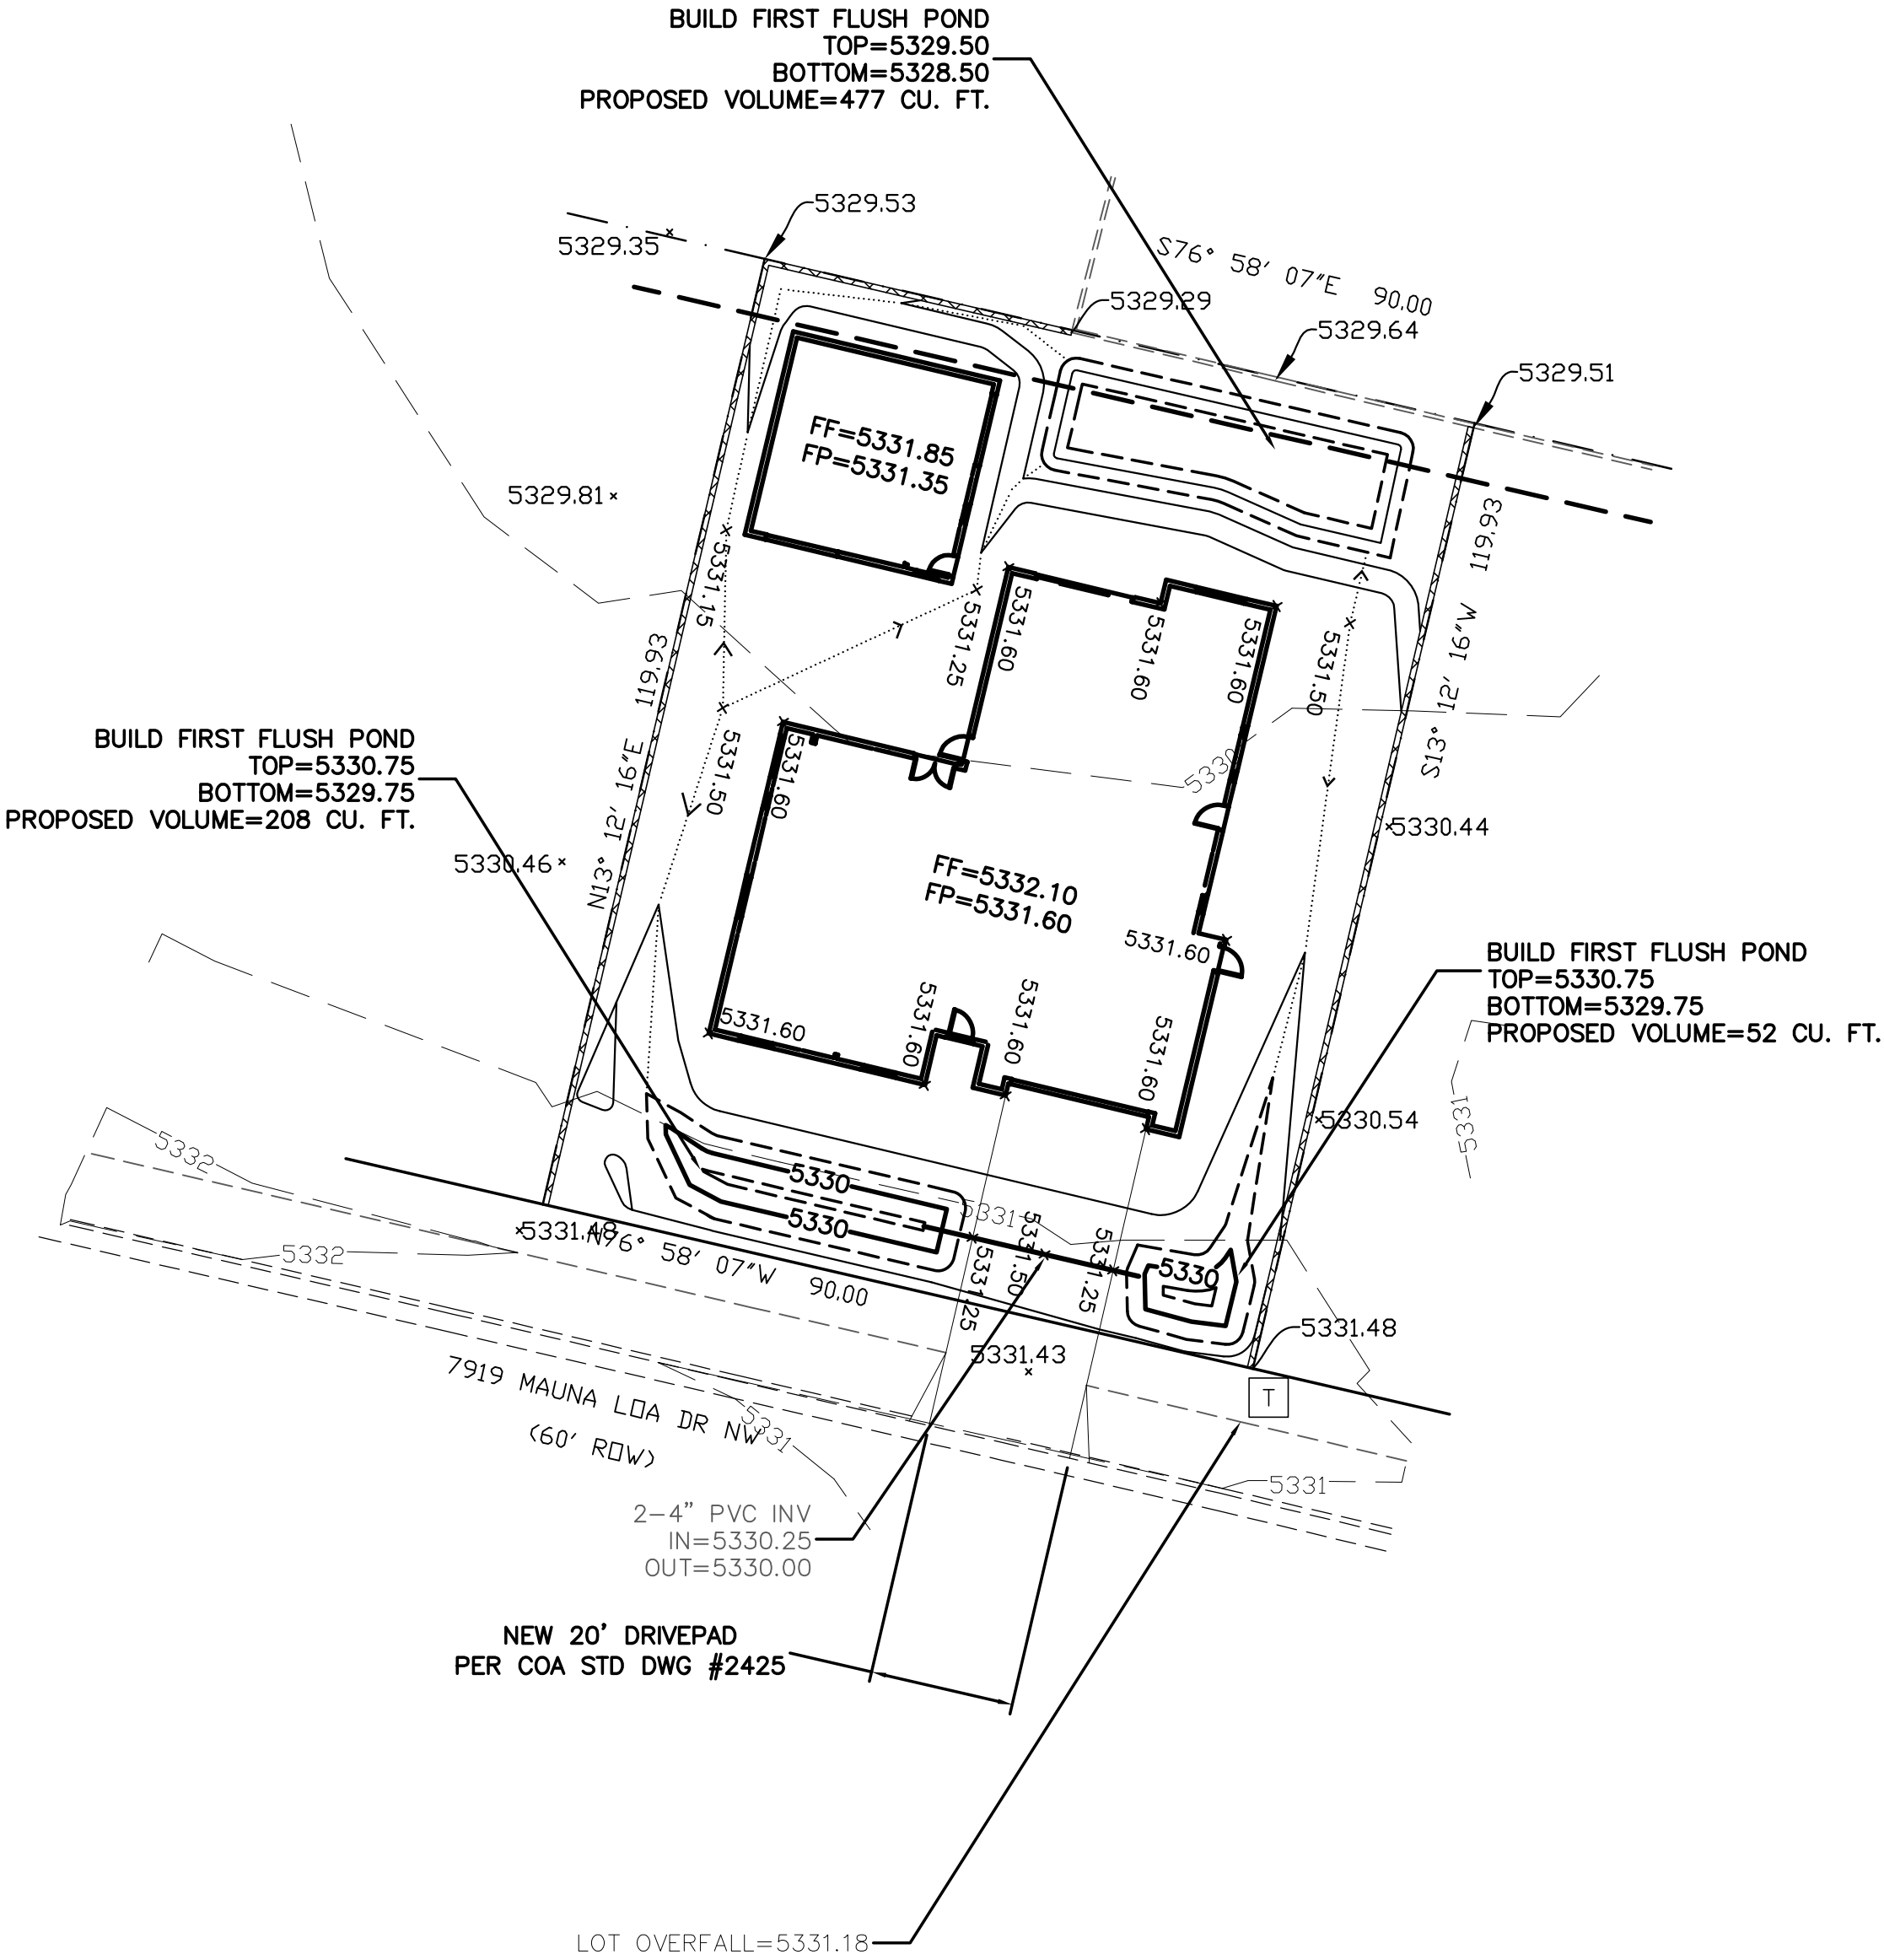 BUILD FIRST FLUSH POND
TOP=5329.50
BOTTOM=5328.50
PROPOSED VOLUME=477 CU. FT.
5329.53
5329.35
S76° 58' 07"E 90.00
5329.29
5329.64
5329.51
FF=5331.85
FP=5331.35
5329.81
5331.15
5331.25
5331.60
5331.60
5331.60
5331.50
S13° 12' 16"W 119.93
N13° 12' 16"E 119.93
BUILD FIRST FLUSH POND
TOP=5330.75
BOTTOM=5329.75
PROPOSED VOLUME=208 CU. FT.
5331.50
5331.60
5330
5330.44
5330.46
FF=5332.10
FP=5331.60
5331.60
BUILD FIRST FLUSH POND
TOP=5330.75
BOTTOM=5329.75
PROPOSED VOLUME=52 CU. FT.
5331.60
5331.60
5331.60
5331.60
5330.54
5331
5332
5330
5330
5331
5331.48
N76° 58' 07"W 90.00
5332
5331.25
5331.50
5331.25
5330
5331.48
5331.43
T
7919 MAUNA LOA DR NW
(60' ROW)
5331
5331
2-4" PVC INV
IN=5330.25
OUT=5330.00
NEW 20' DRIVEPAD
PER COA STD DWG #2425
LOT OVERFALL=5331.18